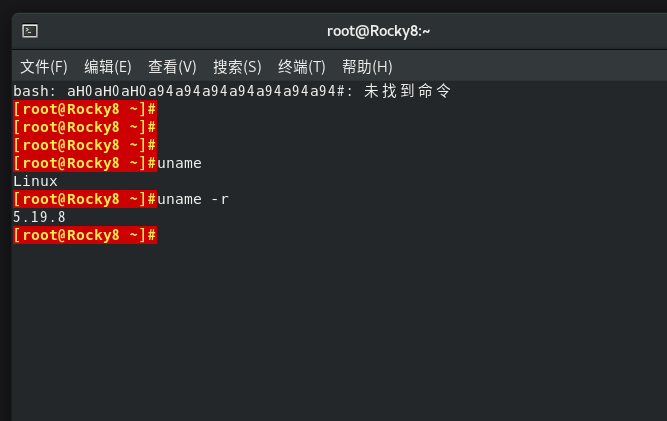 root@Rocky8:~
文件(F) 编辑(E) 查看(V) 搜索(S) 终端(T) 帮助(H)
bash: aH0aH0aH0a94a94a94a94a94a94a94#: 未找到命令
[root@Rocky8 ~]#
[root@Rocky8 ~]#
[root@Rocky8 ~]#
[root@Rocky8 ~]#uname
Linux
[root@Rocky8 ~]#uname -r
5.19.8
[root@Rocky8 ~]#